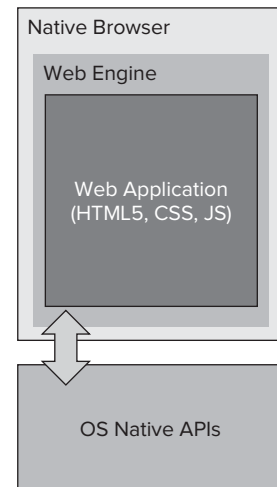 Native Browser
Web Engine
Web Application
(HTML5, CSS, JS)
OS Native APIs